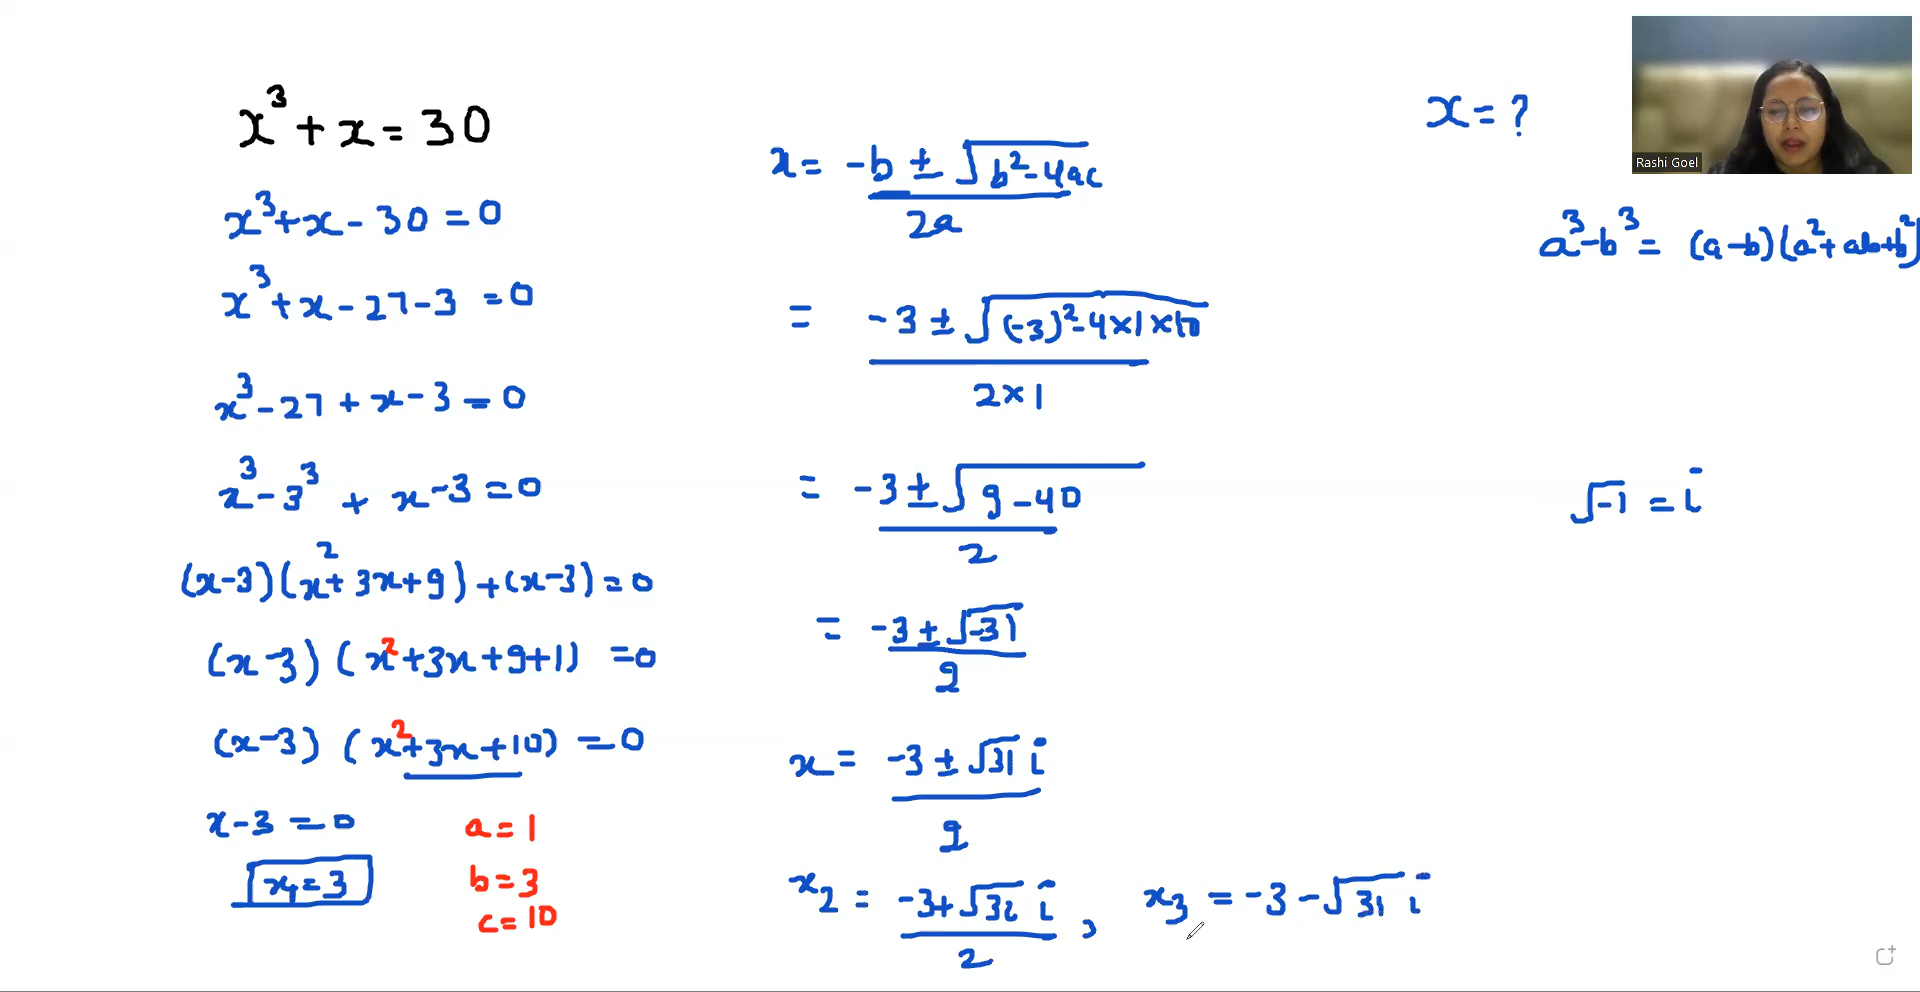 x³ + x = 30
x³ + x - 30 = 0
x³ + x - 27 - 3 = 0
x³ - 27 + x - 3 = 0
x³ - 3³ + x - 3 = 0
(x-3)(x² + 3x + 9) + (x-3) = 0
(x-3) (x² + 3x + 9 + 1) = 0
(x-3) (x² + 3x + 10) = 0
x - 3 = 0
x₁ = 3
a = 1
b = 3
c = 10
x = (-b ± √(b² - 4ac)) / 2a
= (-3 ± √((-3)² - 4×1×10)) / 2×1
= (-3 ± √(9 - 40)) / 2
= (-3 ± √-31) / 2
x = (-3 ± √31 i) / 2
x₂ = (-3 + √31 i) / 2 , x₃ = -3 - √31 i
x = ?
Rashi Goel
a³ - b³ = (a-b)(a² + ab + b²)
√-1 = i